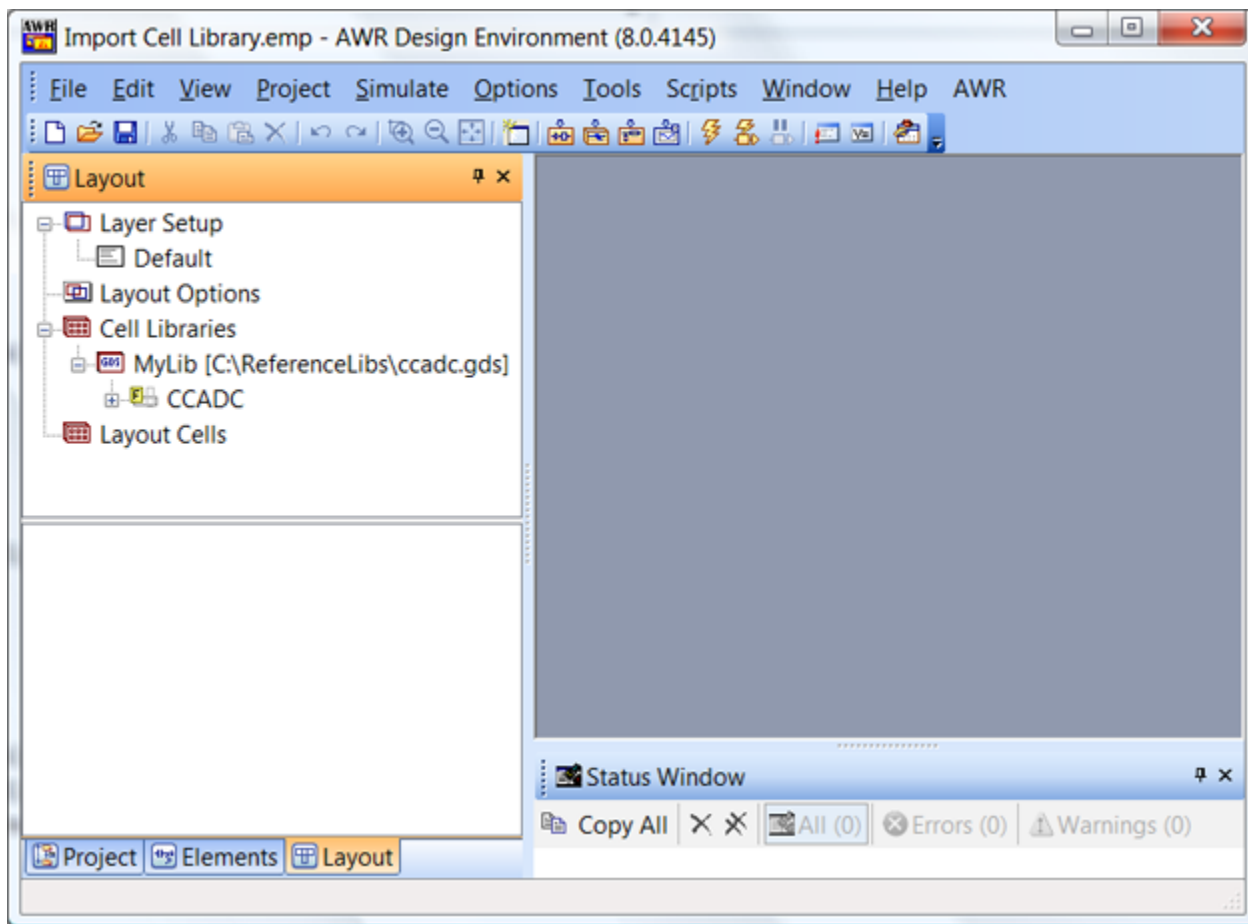 Import Cell Library.emp - AWR Design Environment (8.0.4145)
File Edit View Project Simulate Options Tools Scripts Window Help AWR
Layout
Layer Setup
Default
Layout Options
Cell Libraries
MyLib [C:\ReferenceLibs\ccadc.gds]
CCADC
Layout Cells
Status Window
Copy All All (0) Errors (0) Warnings (0)
Project Elements Layout